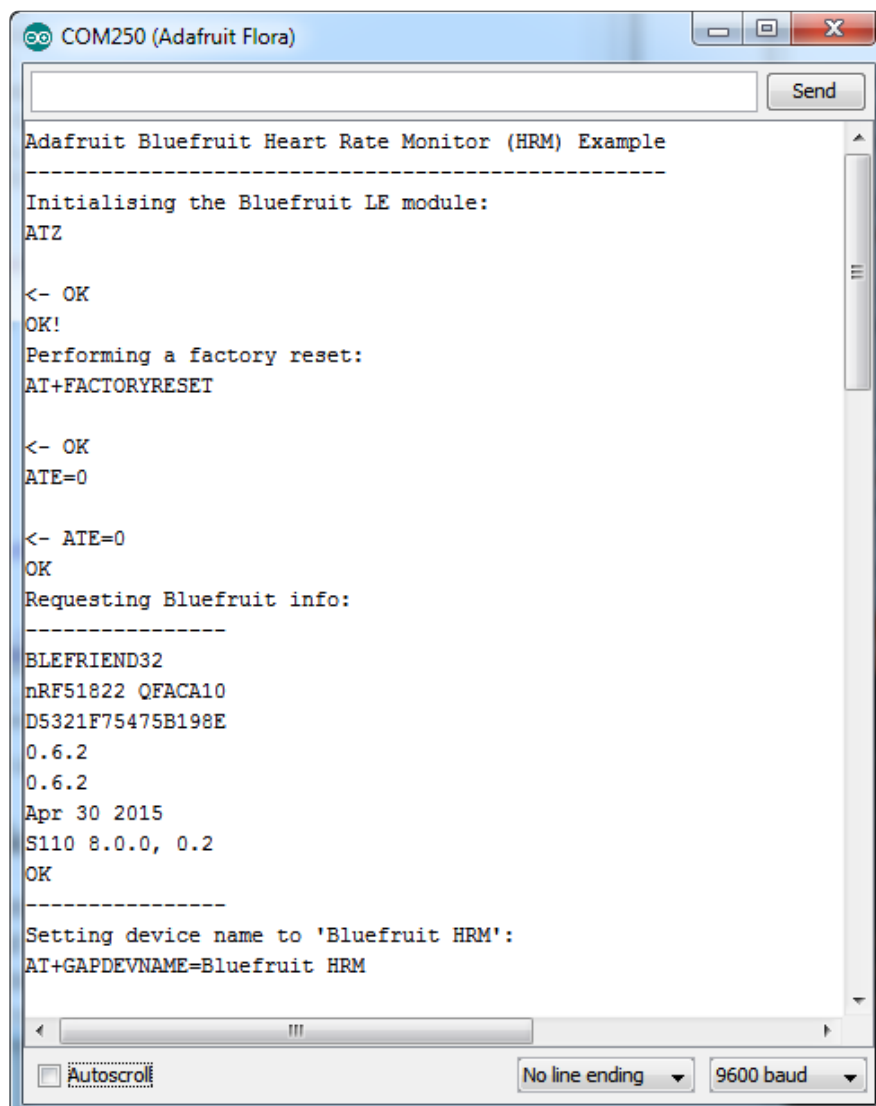 COM250 (Adafruit Flora)
Send
Adafruit Bluefruit Heart Rate Monitor (HRM) Example
---------------------------------------------------
Initialising the Bluefruit LE module:
ATZ
<- OK
OK!
Performing a factory reset:
AT+FACTORYRESET
<- OK
ATE=0
<- ATE=0
OK
Requesting Bluefruit info:
----------------
BLEFRIEND32
nRF51822 QFACA10
D5321F75475B198E
0.6.2
0.6.2
Apr 30 2015
S110 8.0.0, 0.2
OK
----------------
Setting device name to 'Bluefruit HRM':
AT+GAPDEVNAME=Bluefruit HRM
Autoscroll No line ending 9600 baud